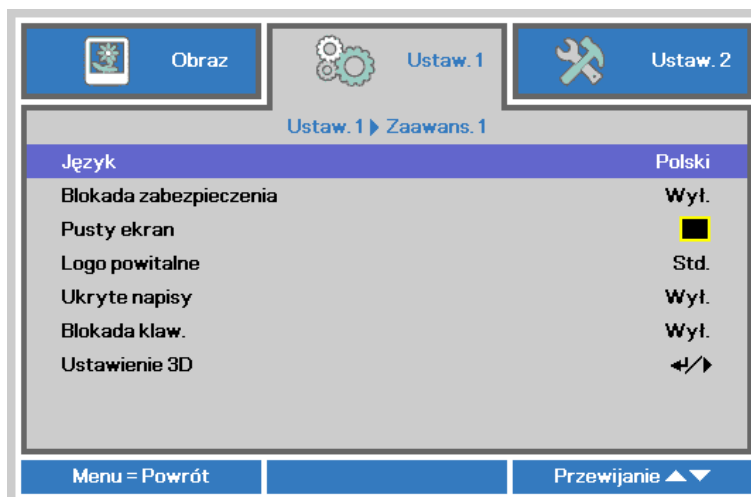 Obraz Ustaw. 1 Ustaw. 2
Ustaw. 1 Zaawans. 1
Język Polski
Blokada zabezpieczenia Wył.
Pusty ekran
Logo powitalne Std.
Ukryte napisy Wył.
Blokada klaw. Wył.
Ustawienie 3D ↵/▶
Menu = Powrót Przewijanie ▲▼